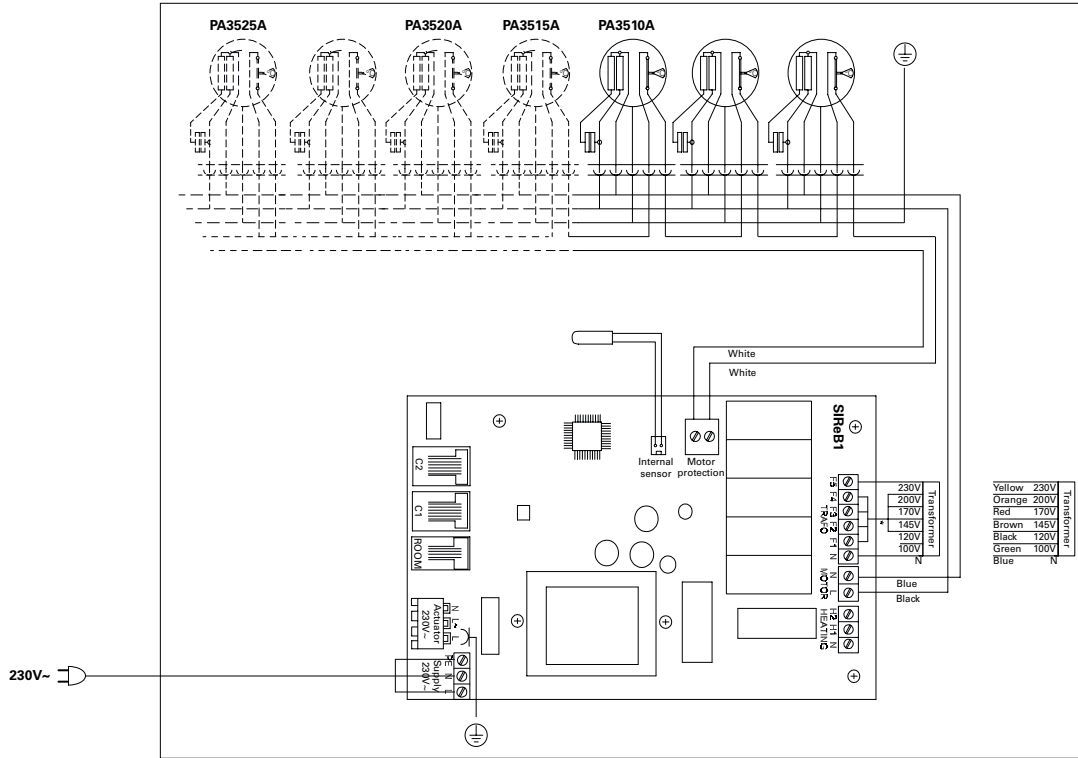 PA3525A PA3520A PA3515A PA3510A
White
White
SIReB1
Internal
sensor
Motor
protection
C2
C1
ROOM
N
L*
L
Actuator
230V~
PE
N
L
Supply
230V~
F5
F4
F3
F2
F1
N
TRAFO
N
L
MOTOR
H2
H1
N
HEATING
230V
200V
170V
*
145V
120V
100V
N
Transformer
Blue
Black
Yellow 230V
Orange 200V
Red 170V
Brown 145V
Black 120V
Green 100V
Blue N
Transformer
230V~